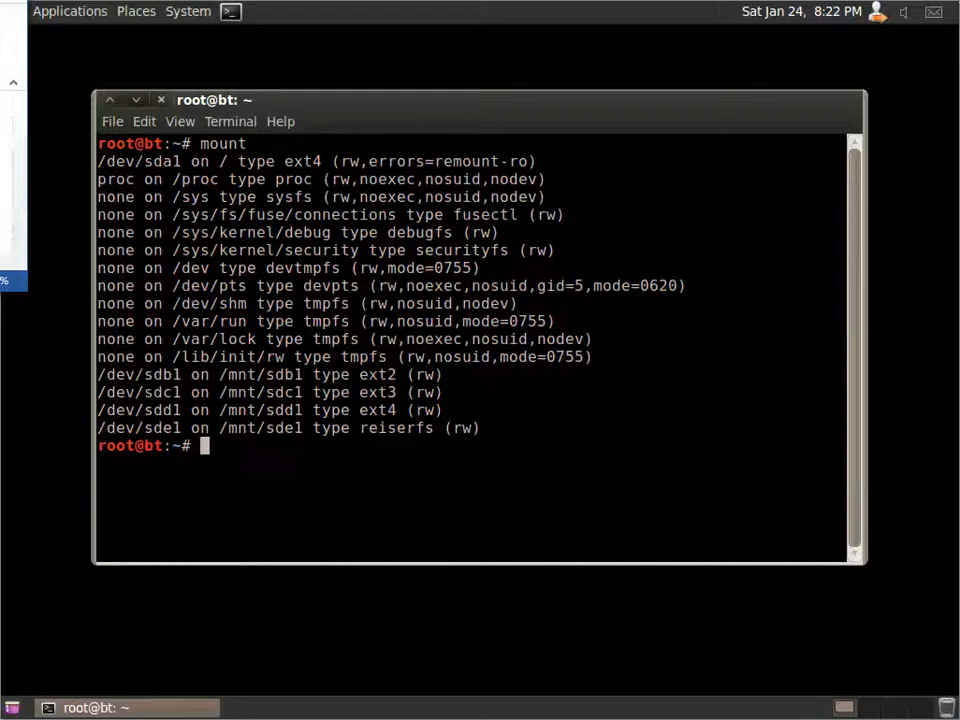 Applications Places System
Sat Jan 24, 8:22 PM
root@bt: ~
File Edit View Terminal Help
root@bt:~# mount
/dev/sda1 on / type ext4 (rw,errors=remount-ro)
proc on /proc type proc (rw,noexec,nosuid,nodev)
none on /sys type sysfs (rw,noexec,nosuid,nodev)
none on /sys/fs/fuse/connections type fusectl (rw)
none on /sys/kernel/debug type debugfs (rw)
none on /sys/kernel/security type securityfs (rw)
none on /dev type devtmpfs (rw,mode=0755)
none on /dev/pts type devpts (rw,noexec,nosuid,gid=5,mode=0620)
none on /dev/shm type tmpfs (rw,nosuid,nodev)
none on /var/run type tmpfs (rw,nosuid,mode=0755)
none on /var/lock type tmpfs (rw,noexec,nosuid,nodev)
none on /lib/init/rw type tmpfs (rw,nosuid,mode=0755)
/dev/sdb1 on /mnt/sdb1 type ext2 (rw)
/dev/sdc1 on /mnt/sdc1 type ext3 (rw)
/dev/sdd1 on /mnt/sdd1 type ext4 (rw)
/dev/sde1 on /mnt/sde1 type reiserfs (rw)
root@bt:~#
%
root@bt: ~